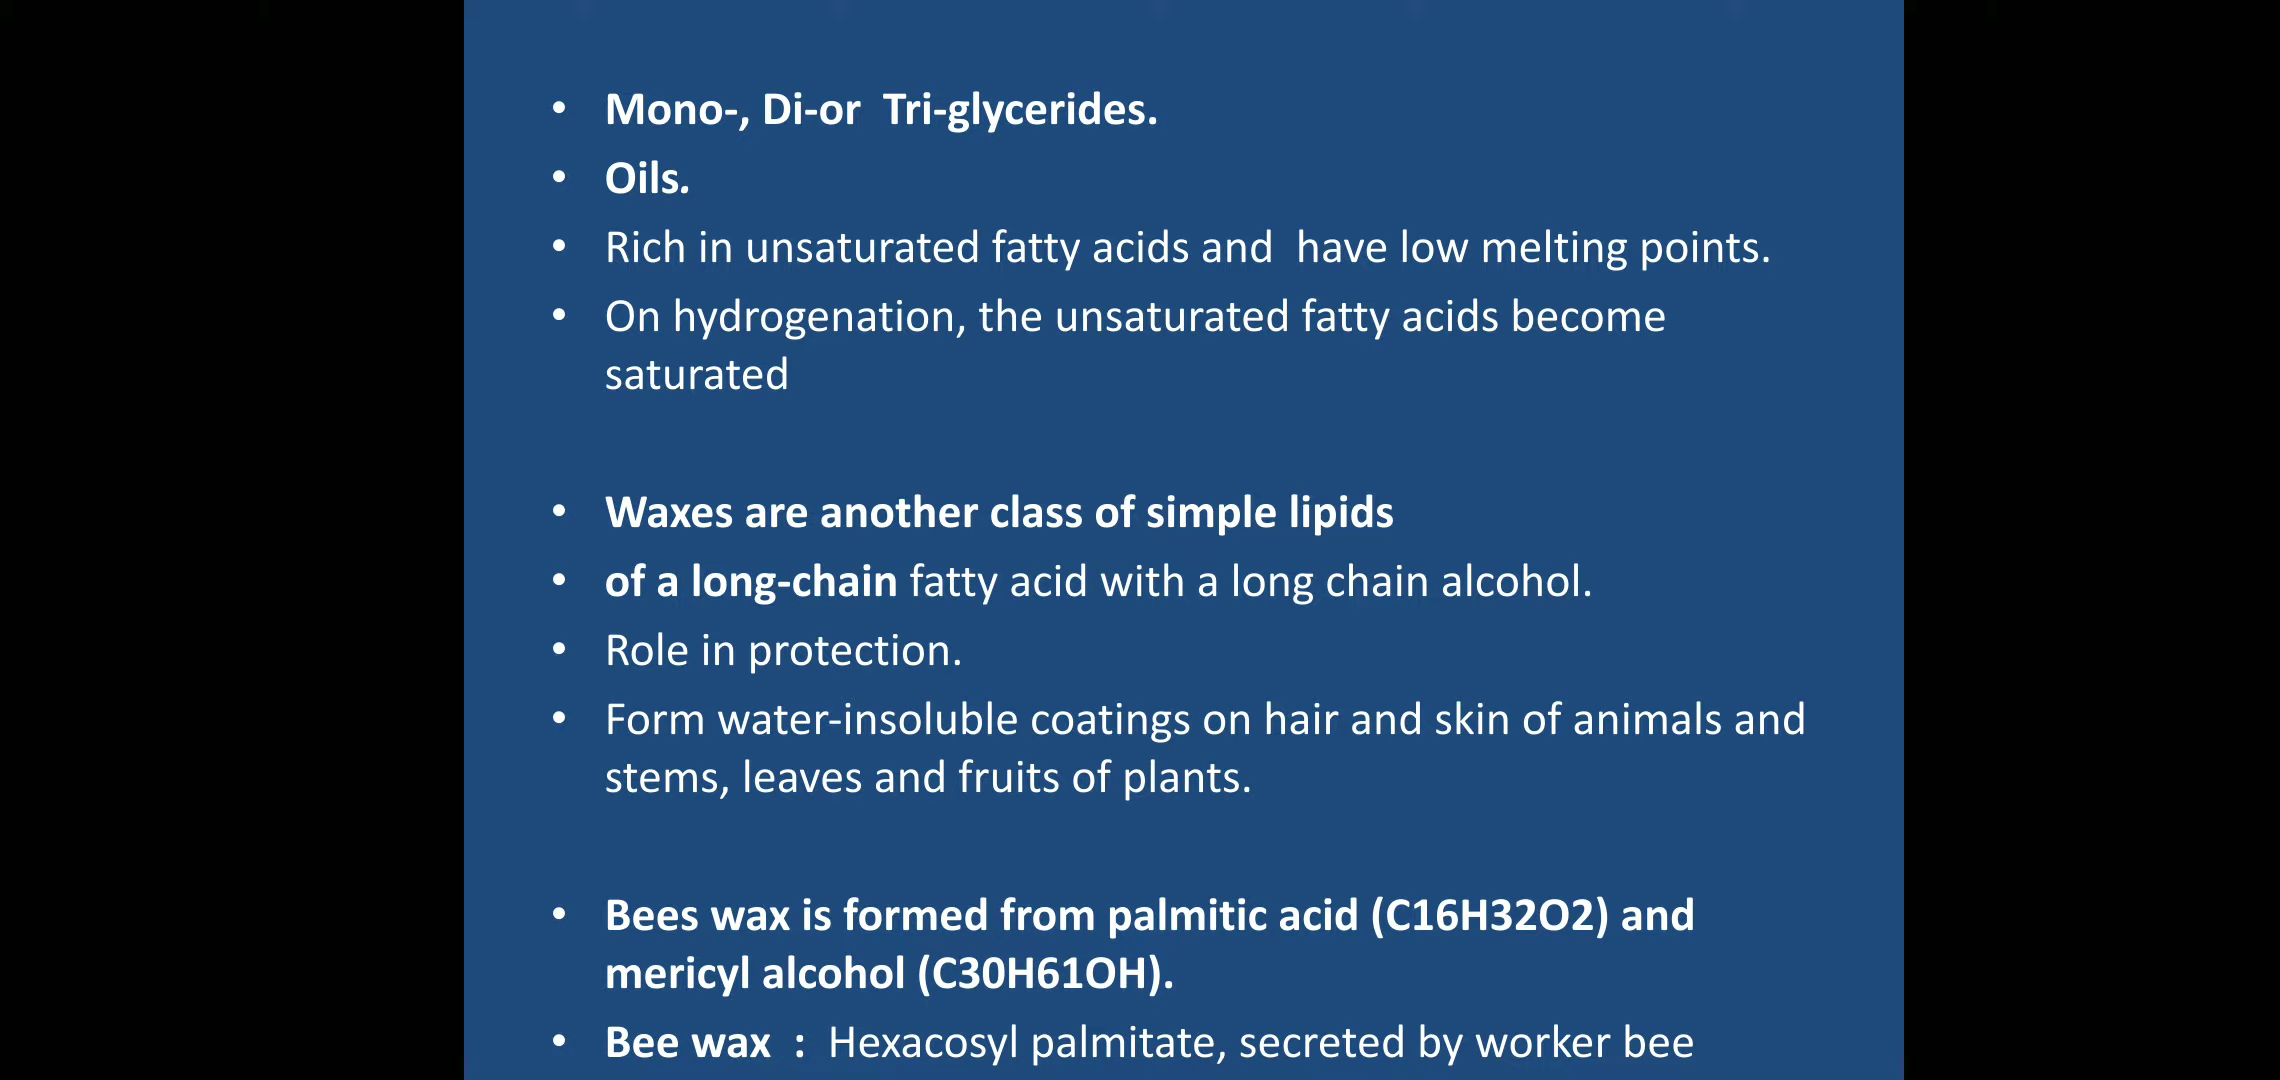 • Mono-, Di-or  Tri-glycerides.
• Oils.
• Rich in unsaturated fatty acids and  have low melting points.
• On hydrogenation, the unsaturated fatty acids become
saturated
• Waxes are another class of simple lipids
• of a long-chain fatty acid with a long chain alcohol.
• Role in protection.
• Form water-insoluble coatings on hair and skin of animals and
stems, leaves and fruits of plants.
• Bees wax is formed from palmitic acid (C16H32O2) and
mericyl alcohol (C30H61OH).
• Bee wax  :  Hexacosyl palmitate, secreted by worker bee